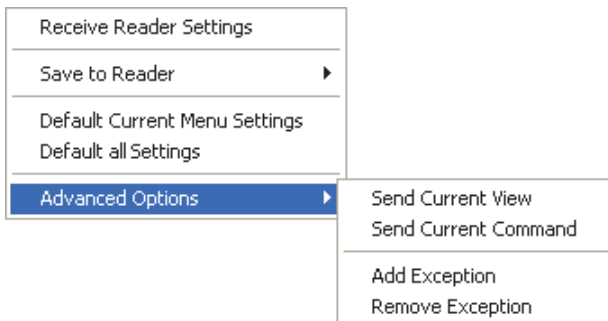 Receive Reader Settings
Save to Reader
Default Current Menu Settings
Default all Settings
Advanced Options
Send Current View
Send Current Command
Add Exception
Remove Exception